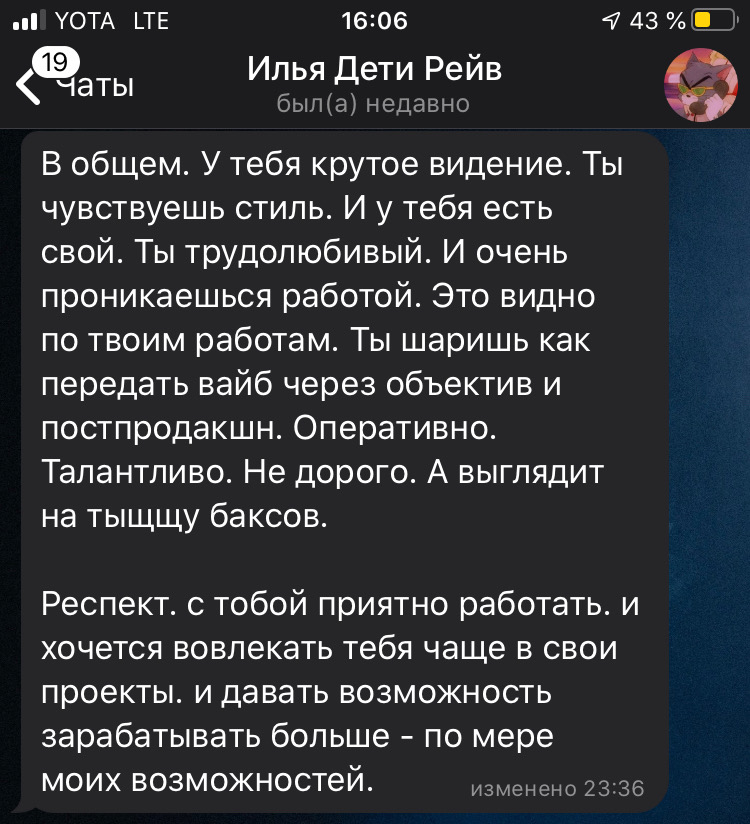 YOTA LTE 16:06 43 %
19
Чаты
Илья Дети Рейв
был(а) недавно
В общем. У тебя крутое видение. Ты
чувствуешь стиль. И у тебя есть
свой. Ты трудолюбивый. И очень
проникаешься работой. Это видно
по твоим работам. Ты шаришь как
передать вайб через объектив и
постпродакшн. Оперативно.
Талантливо. Не дорого. А выглядит
на тыщщу баксов.
Респект. с тобой приятно работать. и
хочется вовлекать тебя чаще в свои
проекты. и давать возможность
зарабатывать больше - по мере
моих возможностей.
изменено 23:36